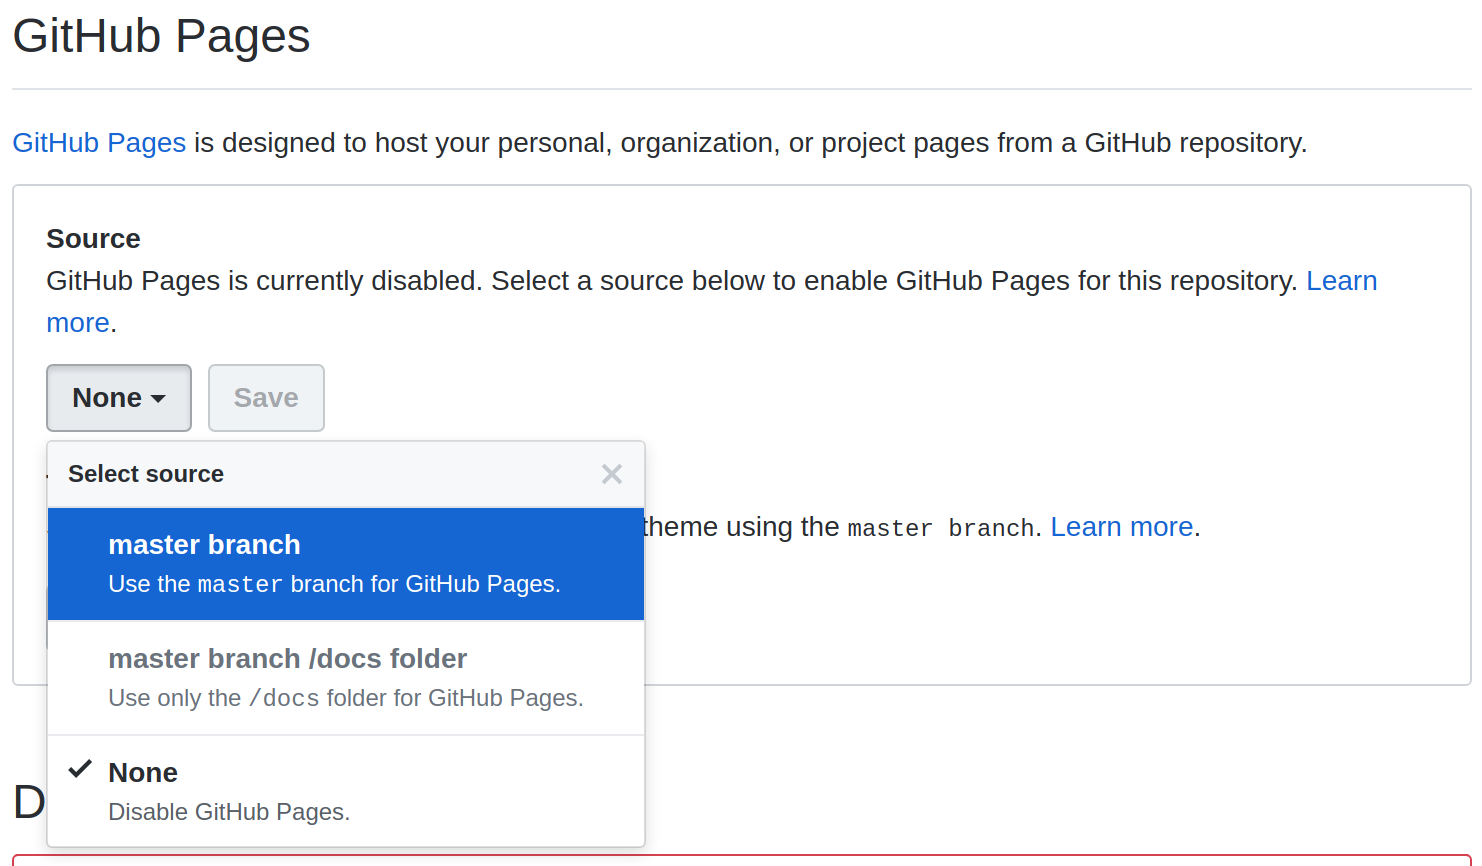 GitHub Pages
GitHub Pages is designed to host your personal, organization, or project pages from a GitHub repository.
Source
GitHub Pages is currently disabled. Select a source below to enable GitHub Pages for this repository. Learn
more.
None Save
Select source
theme using the master branch. Learn more.
master branch
Use the master branch for GitHub Pages.
master branch /docs folder
Use only the /docs folder for GitHub Pages.
None
Disable GitHub Pages.
D